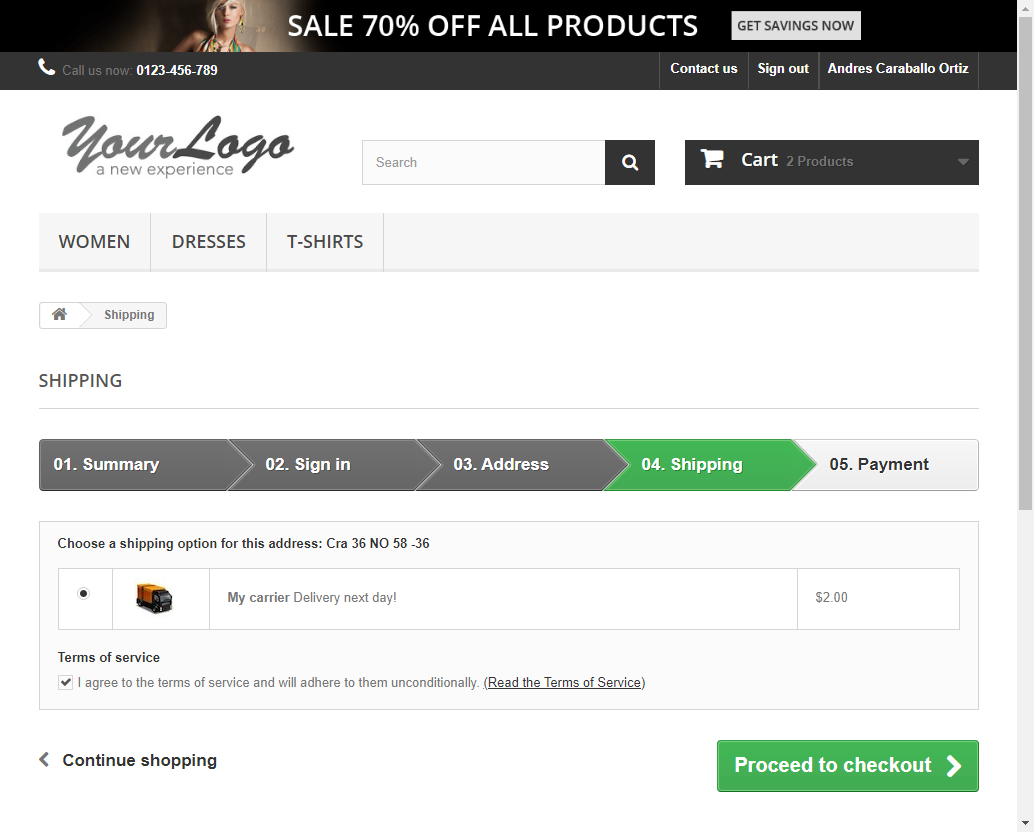 SALE 70% OFF ALL PRODUCTS GET SAVINGS NOW
Call us now: 0123-456-789 Contact us Sign out Andres Caraballo Ortiz
YourLogo
a new experience
Search
Cart 2 Products
WOMEN DRESSES T-SHIRTS
Shipping
SHIPPING
01. Summary 02. Sign in 03. Address 04. Shipping 05. Payment
Choose a shipping option for this address: Cra 36 NO 58 -36
My carrier Delivery next day! $2.00
Terms of service
I agree to the terms of service and will adhere to them unconditionally. (Read the Terms of Service)
Continue shopping Proceed to checkout